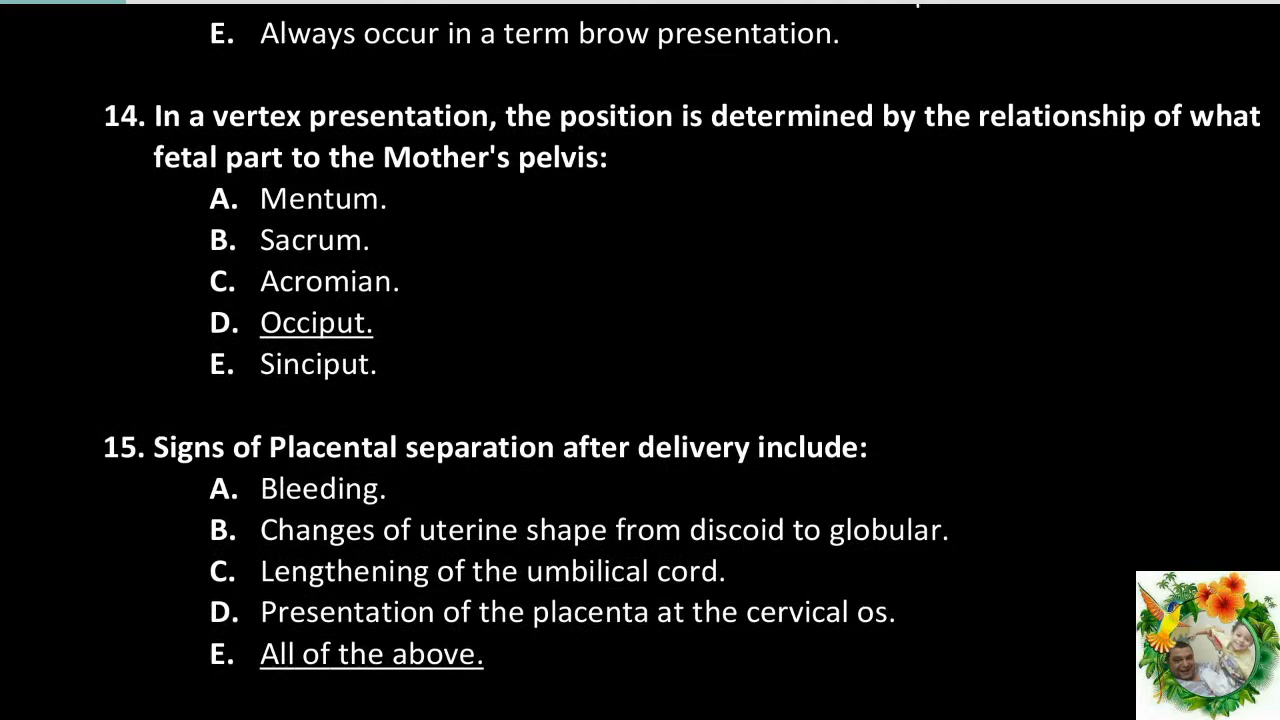 E. Always occur in a term brow presentation.
14. In a vertex presentation, the position is determined by the relationship of what
fetal part to the Mother's pelvis:
A. Mentum.
B. Sacrum.
C. Acromian.
D. Occiput.
E. Sinciput.
15. Signs of Placental separation after delivery include:
A. Bleeding.
B. Changes of uterine shape from discoid to globular.
C. Lengthening of the umbilical cord.
D. Presentation of the placenta at the cervical os.
E. All of the above.